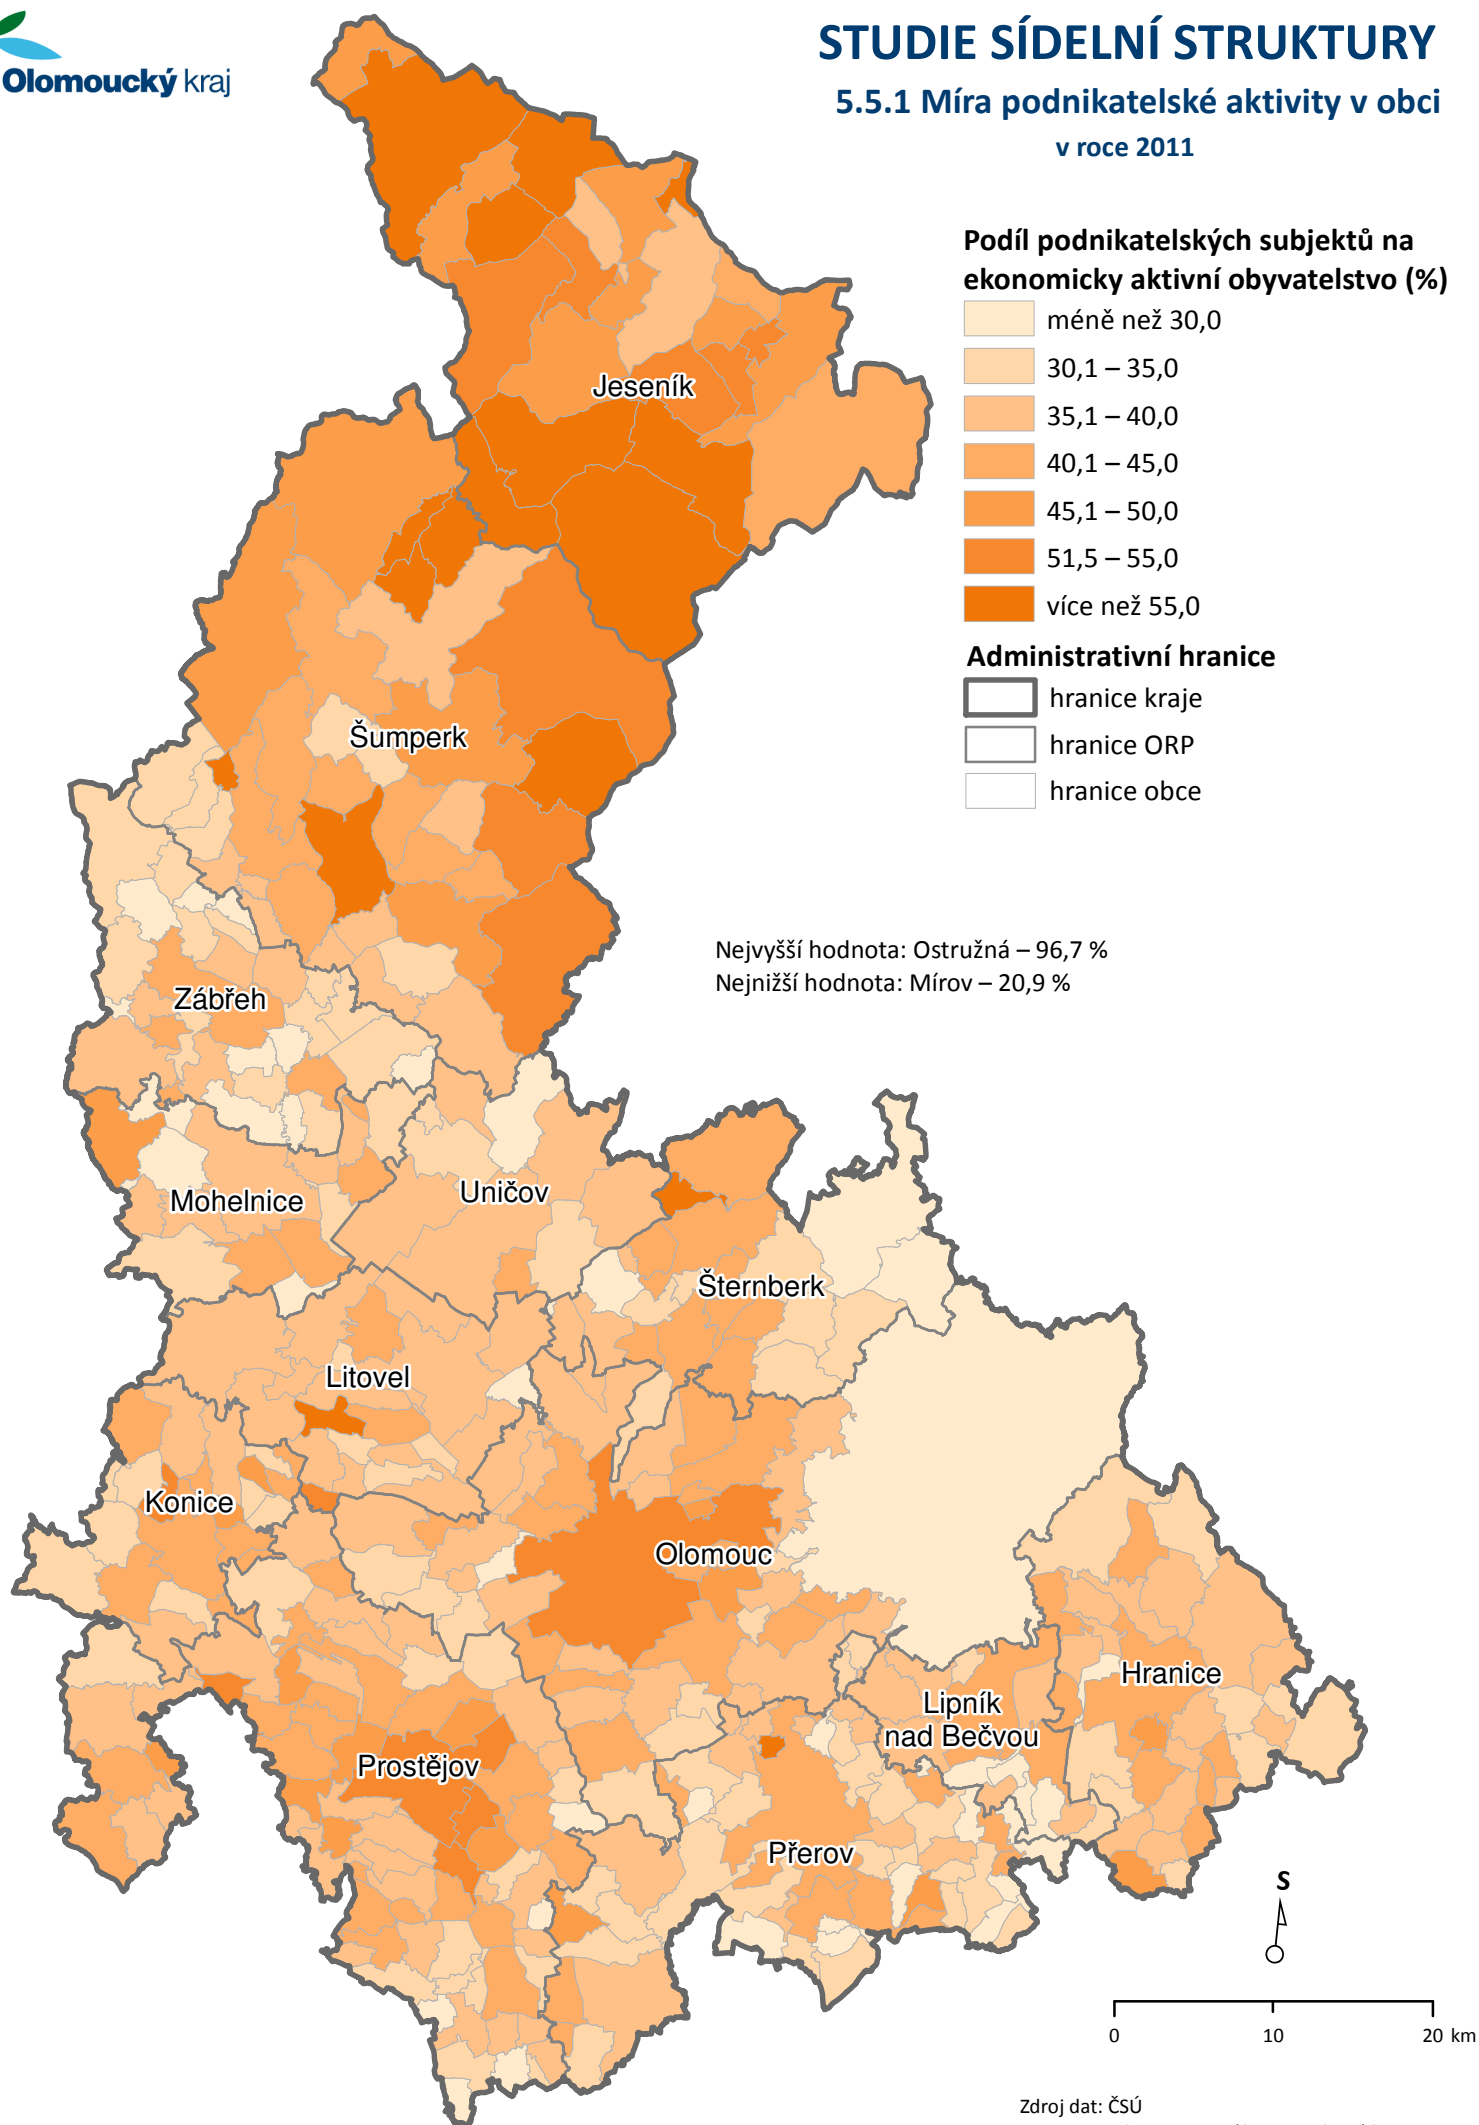 Olomoucký kraj
STUDIE SÍDELNÍ STRUKTURY
5.5.1 Míra podnikatelské aktivity v obci
v roce 2011
Podíl podnikatelských subjektů na
ekonomicky aktivní obyvatelstvo (%)
méně než 30,0
30,1 – 35,0
35,1 – 40,0
40,1 – 45,0
45,1 – 50,0
51,5 – 55,0
více než 55,0
Administrativní hranice
hranice kraje
hranice ORP
hranice obce
Nejvyšší hodnota: Ostružná – 96,7 %
Nejnižší hodnota: Mírov – 20,9 %
Jeseník
Šumperk
Zábřeh
Mohelnice
Uničov
Šternberk
Litovel
Konice
Olomouc
Hranice
Lipník
nad Bečvou
Prostějov
Přerov
S
0 10 20 km
Zdroj dat: ČSÚ